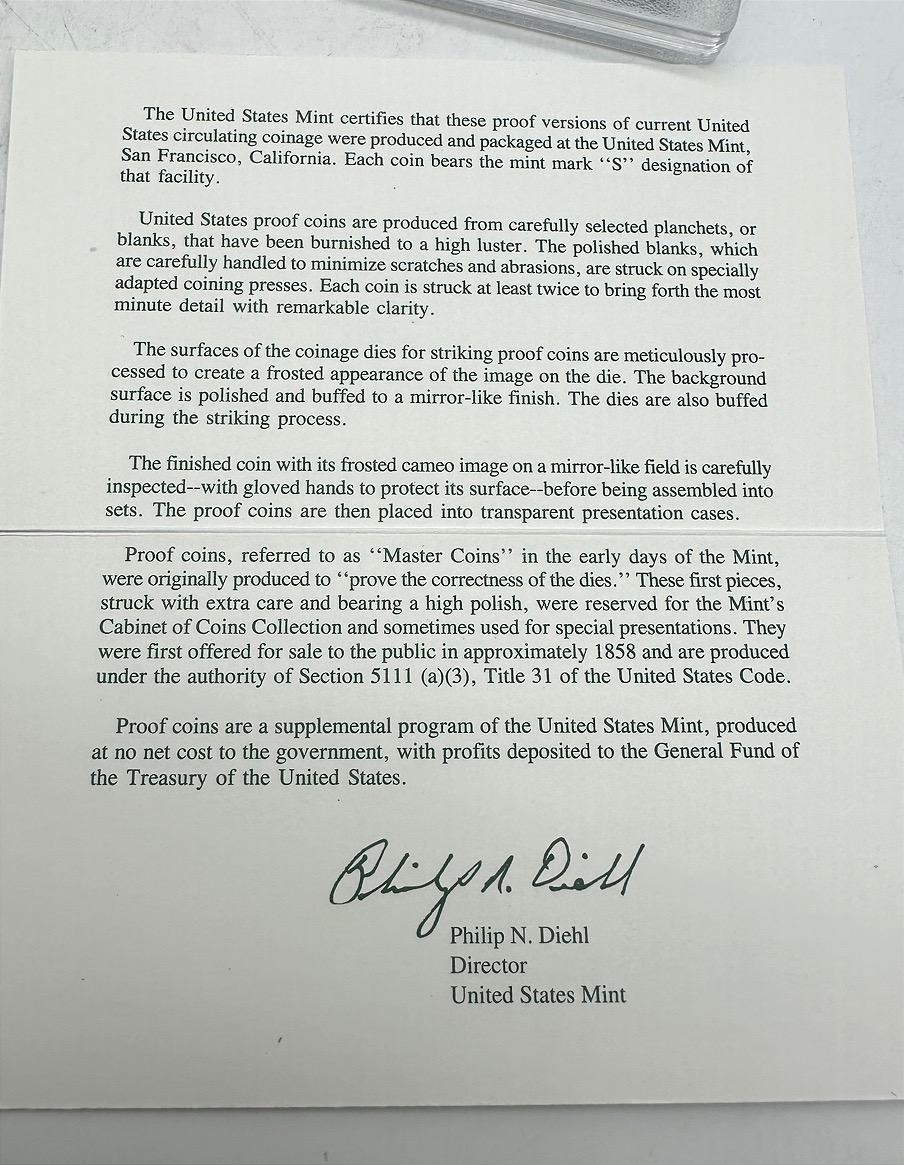 The United States Mint certifies that these proof versions of current United
States circulating coinage were produced and packaged at the United States Mint,
San Francisco, California. Each coin bears the mint mark ‘‘S’’ designation of
that facility.
United States proof coins are produced from carefully selected planchets, or
blanks, that have been burnished to a high luster. The polished blanks, which
are carefully handled to minimize scratches and abrasions, are struck on specially
adapted coining presses. Each coin is struck at least twice to bring forth the most
minute detail with remarkable clarity.
The surfaces of the coinage dies for striking proof coins are meticulously pro-
cessed to create a frosted appearance of the image on the die. The background
surface is polished and buffed to a mirror-like finish. The dies are also buffed
during the striking process.
The finished coin with its frosted cameo image on a mirror-like field is carefully
inspected--with gloved hands to protect its surface--before being assembled into
sets. The proof coins are then placed into transparent presentation cases.
Proof coins, referred to as ‘‘Master Coins’’ in the early days of the Mint,
were originally produced to ‘‘prove the correctness of the dies.’’ These first pieces,
struck with extra care and bearing a high polish, were reserved for the Mint’s
Cabinet of Coins Collection and sometimes used for special presentations. They
were first offered for sale to the public in approximately 1858 and are produced
under the authority of Section 5111 (a)(3), Title 31 of the United States Code.
Proof coins are a supplemental program of the United States Mint, produced
at no net cost to the government, with profits deposited to the General Fund of
the Treasury of the United States.
Philip N. Diehl
Philip N. Diehl
Director
United States Mint